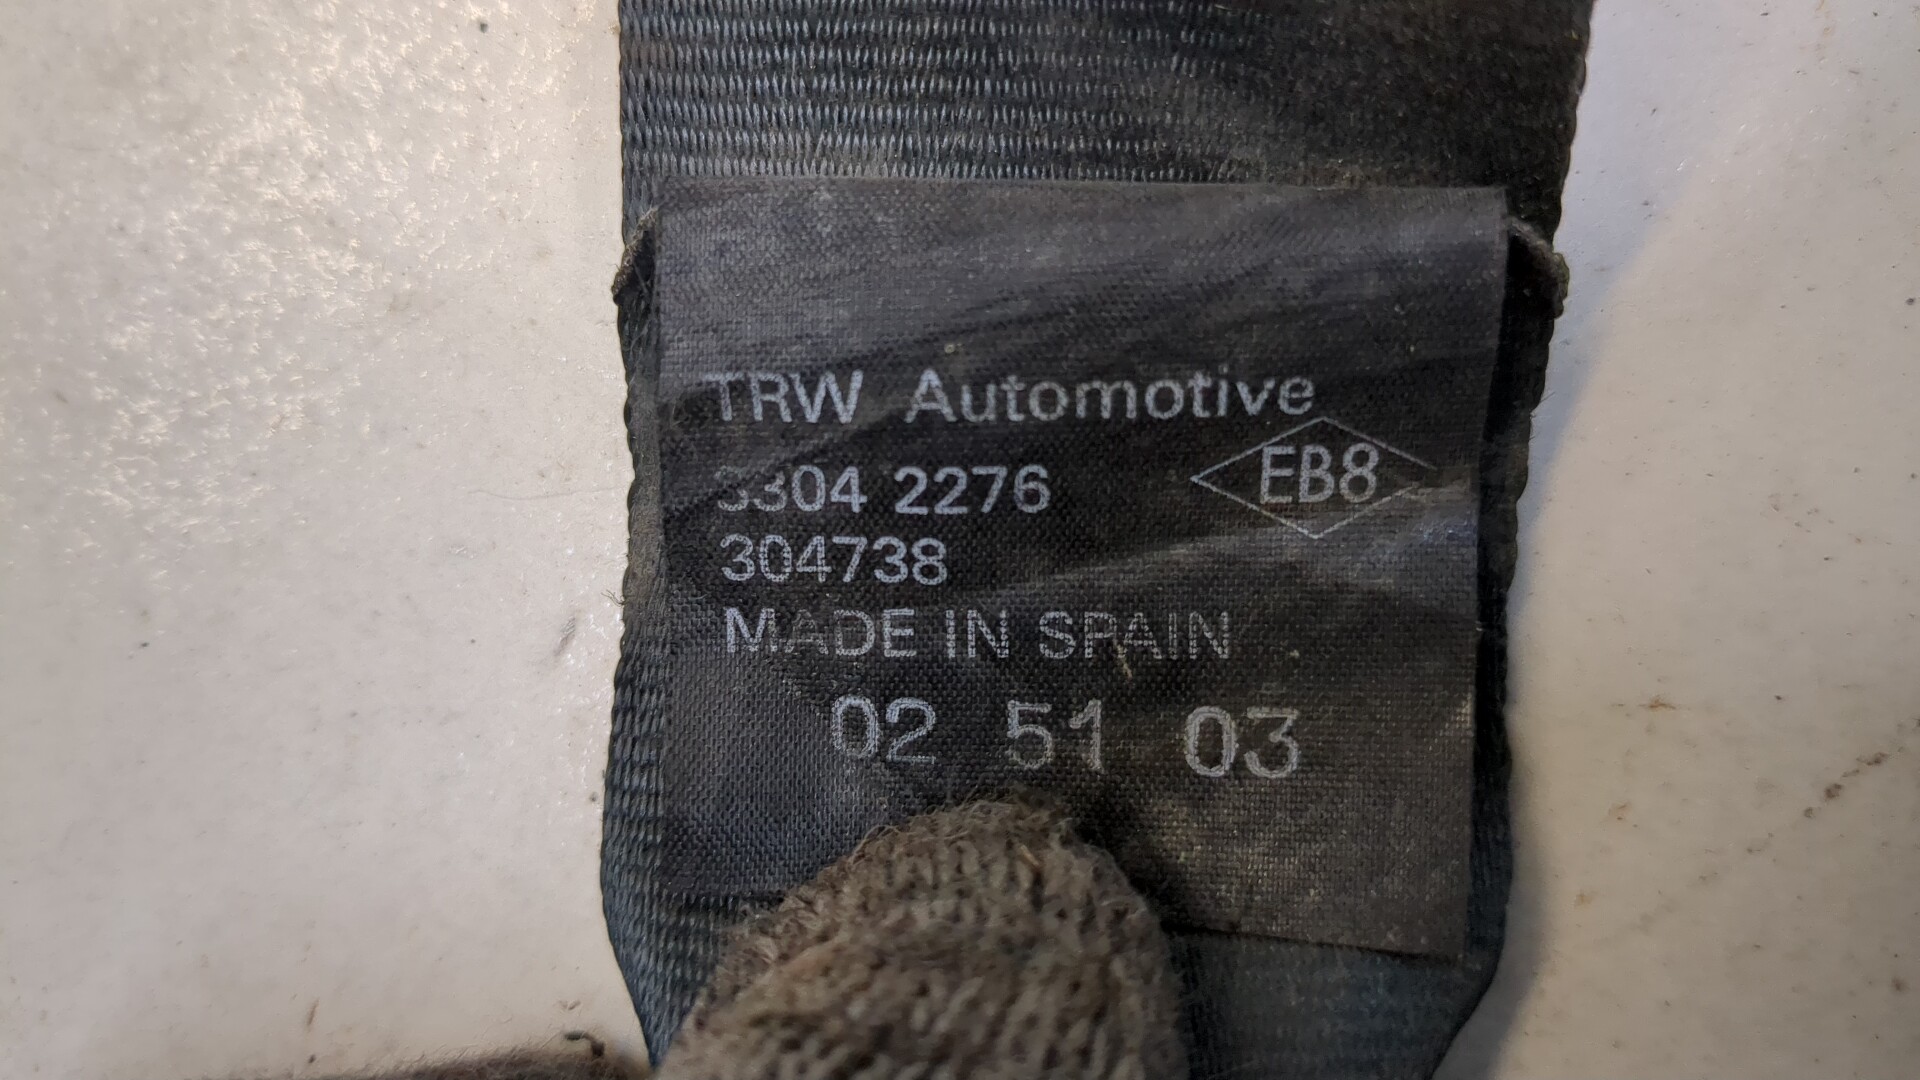 TRW Automotive
3304 2276
EB8
304738
MADE IN SPAIN
02 51 03